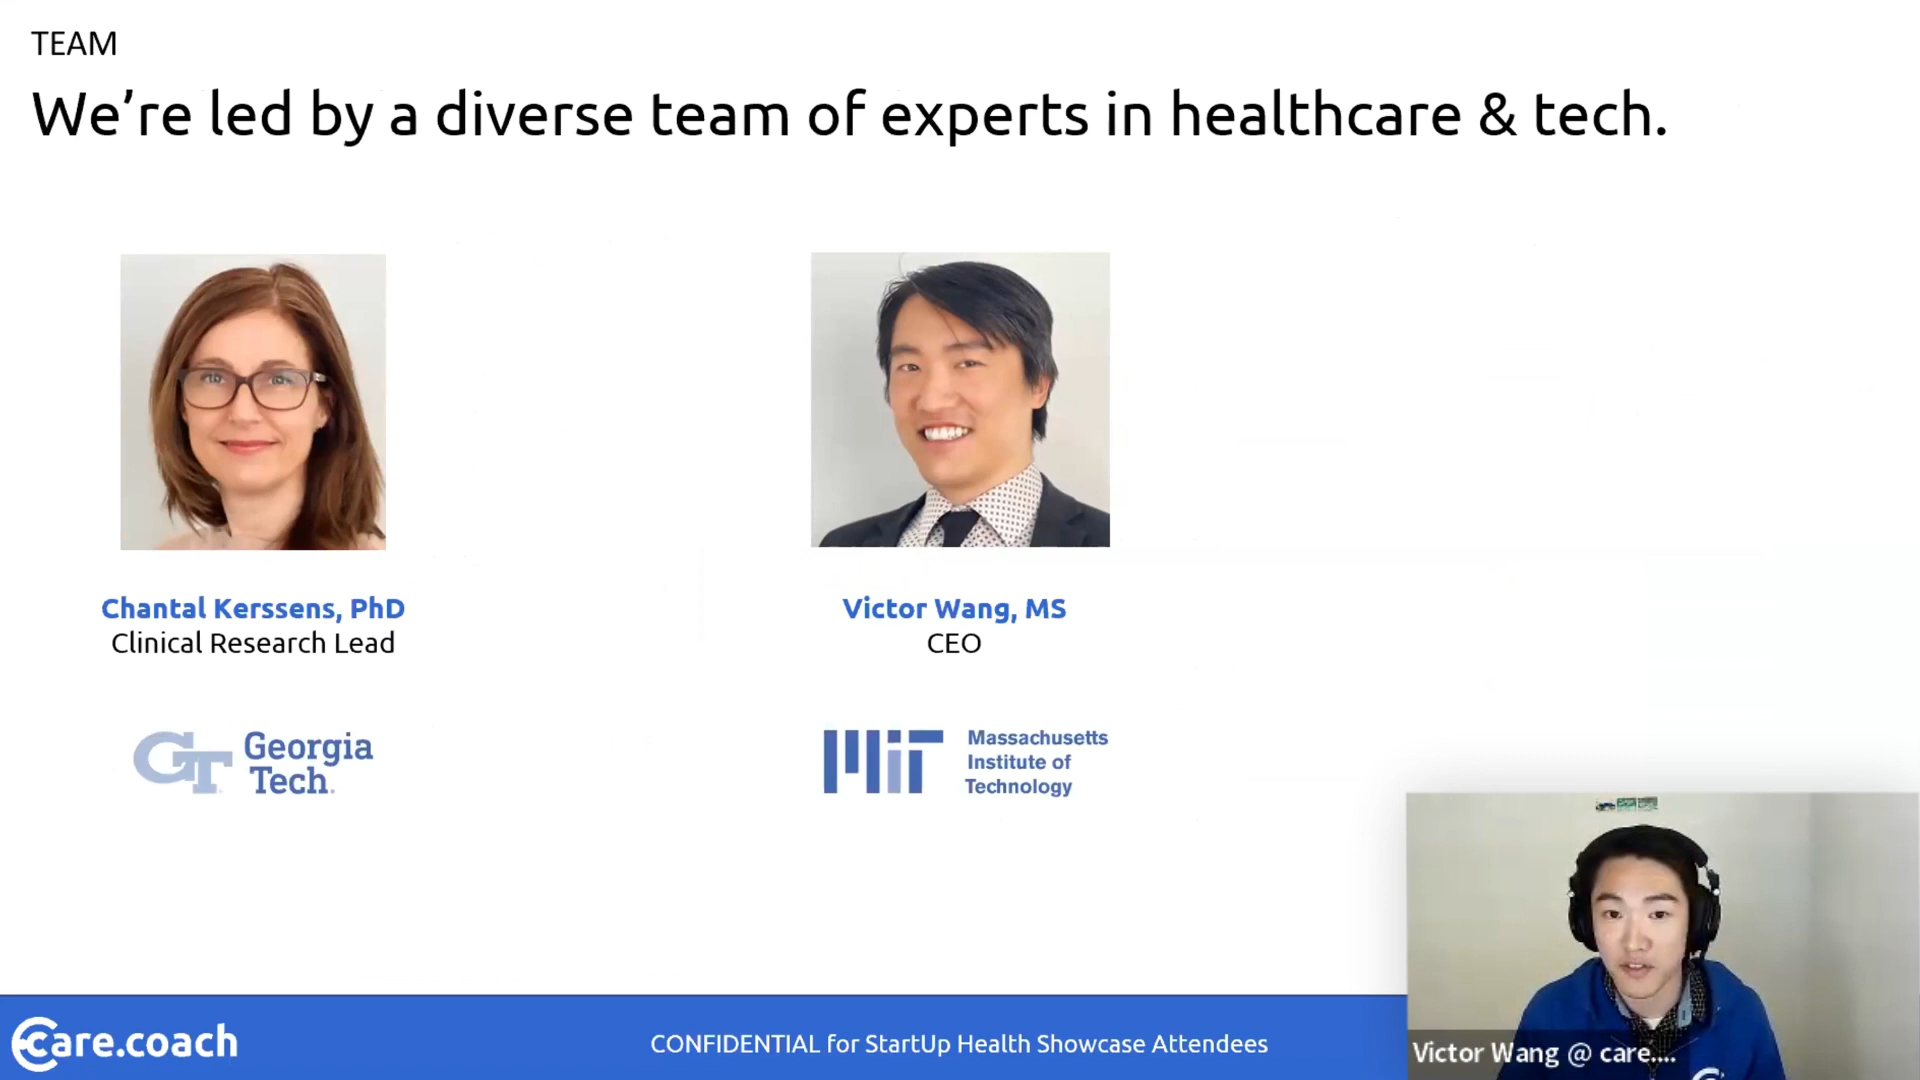 TEAM
We're led by a diverse team of experts in healthcare & tech.
Chantal Kerssens, PhD
Clinical Research Lead
Victor Wang, MS
CEO
GT Georgia
Tech.
MIT Massachusetts
Institute of
Technology
care.coach
CONFIDENTIAL for StartUp Health Showcase Attendees
Victor Wang @ care....